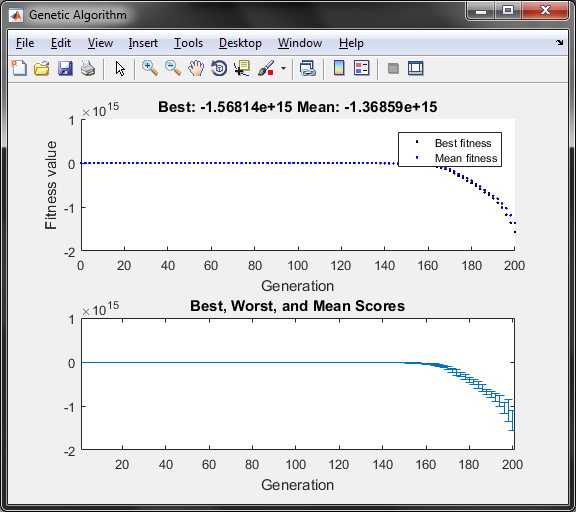 Genetic Algorithm
File Edit View Insert Tools Desktop Window Help
×10^15
Best: -1.56814e+15 Mean: -1.36859e+15
1
0
-1
-2
Fitness value
Best fitness
Mean fitness
0 20 40 60 80 100 120 140 160 180 200
Generation
×10^15
Best, Worst, and Mean Scores
1
0
-1
-2
20 40 60 80 100 120 140 160 180 200
Generation